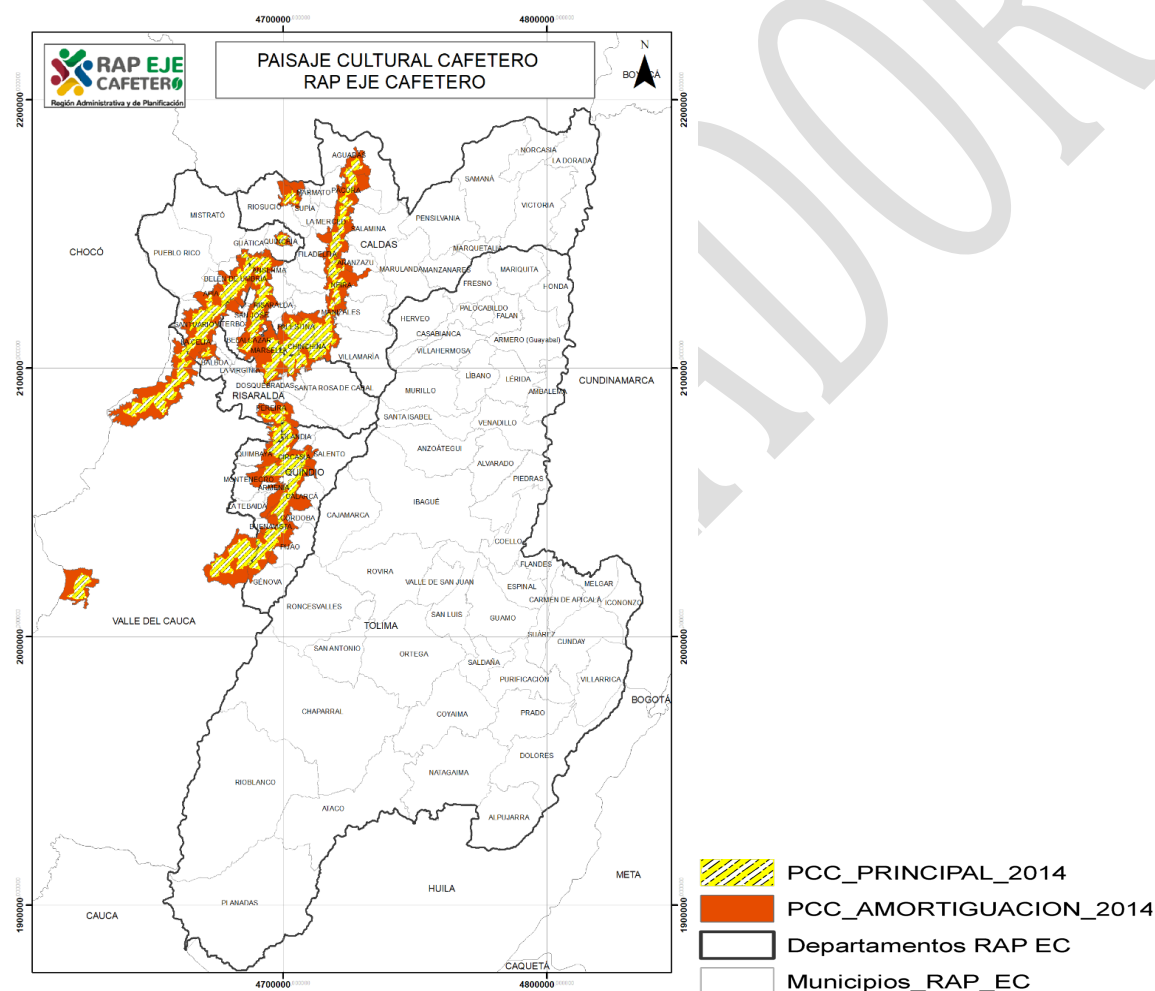 4700000
4800000
RAP EJE
CAFETERO
Región Administrativa y de Planificación
PAISAJE CULTURAL CAFETERO
RAP EJE CAFETERO
N
BOYACÁ
2200000
2200000
AGUADAS
NORCASIA
LA DORADA
SAMANÁ
MARMATO
PÁCORA
RIOSUCIO
SUPÍA
VICTORIA
MISTRATÓ
LA MERCED
PENSILVANIA
SALAMINA
GUÁTICA
QUINCHÍA
CALDAS
CHOCÓ
PUEBLO RICO
FILADELFIA
MARQUETALIA
ARANZAZU
MARULANDA
MANZANARES
MARIQUITA
ANSERMA
BELÉN DE UMBRÍA
NEIRA
FRESNO
HONDA
APÍA
RISARALDA
SAN JOSÉ
MANIZALES
PALOCABILDO
FALAN
HERVEO
SANTUARIO
VITERBO
PALESTINA
CASABIANCA
LA CELIA
BELALCÁZAR
CHINCHINÁ
ARMERO (Guayabal)
MARSELLA
VILLAHERMOSA
BALBOA
VILLAMARÍA
LA VIRGINIA
2100000
2100000
LÍBANO
LÉRIDA
CUNDINAMARCA
DOSQUEBRADAS
SANTA ROSA DE CABAL
MURILLO
AMBALEMA
RISARALDA
PEREIRA
SANTA ISABEL
VENADILLO
FILANDIA
ANZOÁTEGUI
QUIMBAYA
CIRCASIA
SALENTO
ALVARADO
MONTENEGRO
QUINDIO
PIEDRAS
ARMENIA
CALARCÁ
IBAGUÉ
LA TEBAIDA
CAJAMARCA
CÓRDOBA
BUENAVISTA
COELLO
PIJAO
FLANDES
ROVIRA
VALLE DE SAN JUAN
ESPINAL
MELGAR
GÉNOVA
CARMEN DE APICALÁ
ICONONZO
RONCESVALLES
SAN LUIS
GUAMO
VALLE DEL CAUCA
TOLIMA
SUÁREZ
CUNDAY
2000000
2000000
SAN ANTONIO
ORTEGA
SALDAÑA
PURIFICACIÓN
VILLARRICA
BOGOTÁ
CHAPARRAL
COYAIMA
PRADO
DOLORES
NATAGAIMA
RIOBLANCO
ATACO
ALPUJARRA
META
HUILA
PLANADAS
CAUCA
1900000
1900000
CAQUETÁ
4700000
4800000
PCC_PRINCIPAL_2014
PCC_AMORTIGUACION_2014
Departamentos RAP EC
Municipios_RAP_EC